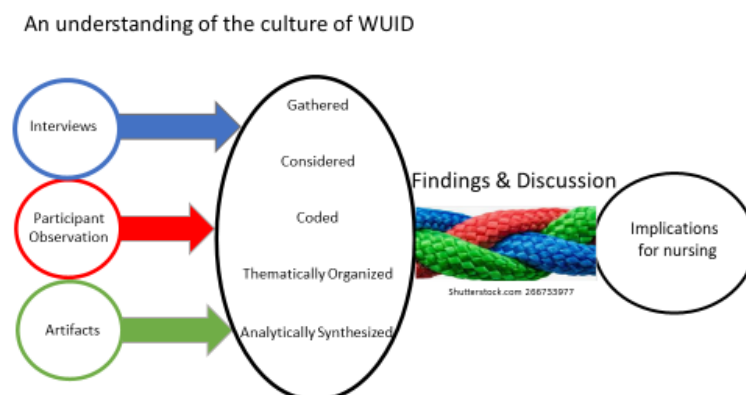 An understanding of the culture of WUID
Interviews
Participant
Observation
Artifacts
Gathered
Considered
Coded
Thematically Organized
Analytically Synthesized
Findings & Discussion
Shutterstock.com 266753977
Implications
for nursing